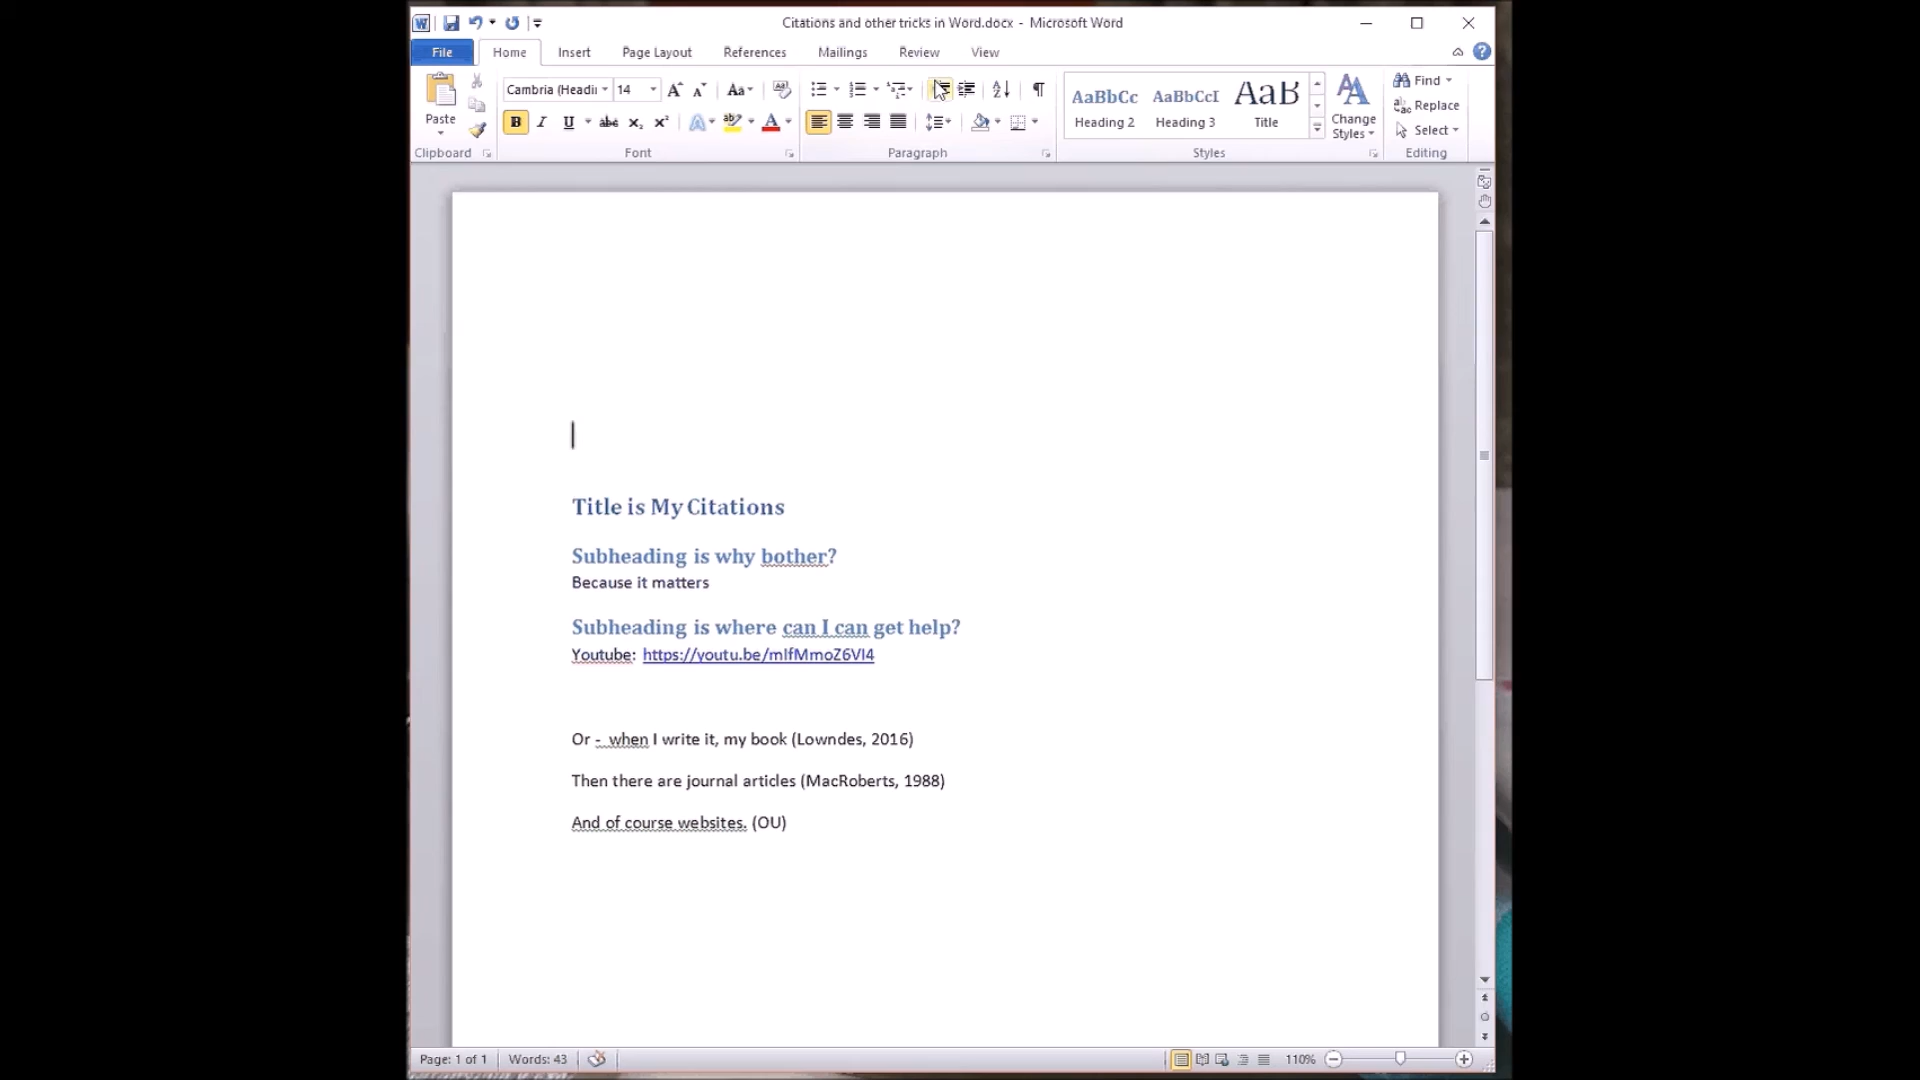 Citations and other tricks in Word.docx - Microsoft Word
File Home Insert Page Layout References Mailings Review View
Cambria (Headi 14
Paste
AaBbCc AaBbCcI AaB
Heading 2 Heading 3 Title
Change Styles
Find
Replace
Select
Clipboard Font Paragraph Styles Editing
Title is My Citations
Subheading is why bother?
Because it matters
Subheading is where can I can get help?
Youtube: https://youtu.be/mIfMmoZ6VI4
Or - when I write it, my book (Lowndes, 2016)
Then there are journal articles (MacRoberts, 1988)
And of course websites. (OU)
Page: 1 of 1 Words: 43 110%